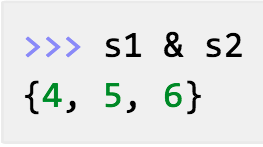 >>> s1 & s2
{4, 5, 6}